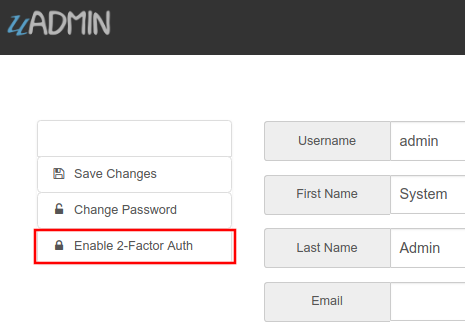 uADMIN
Save Changes
Change Password
Enable 2-Factor Auth
Username admin
First Name System
Last Name Admin
Email